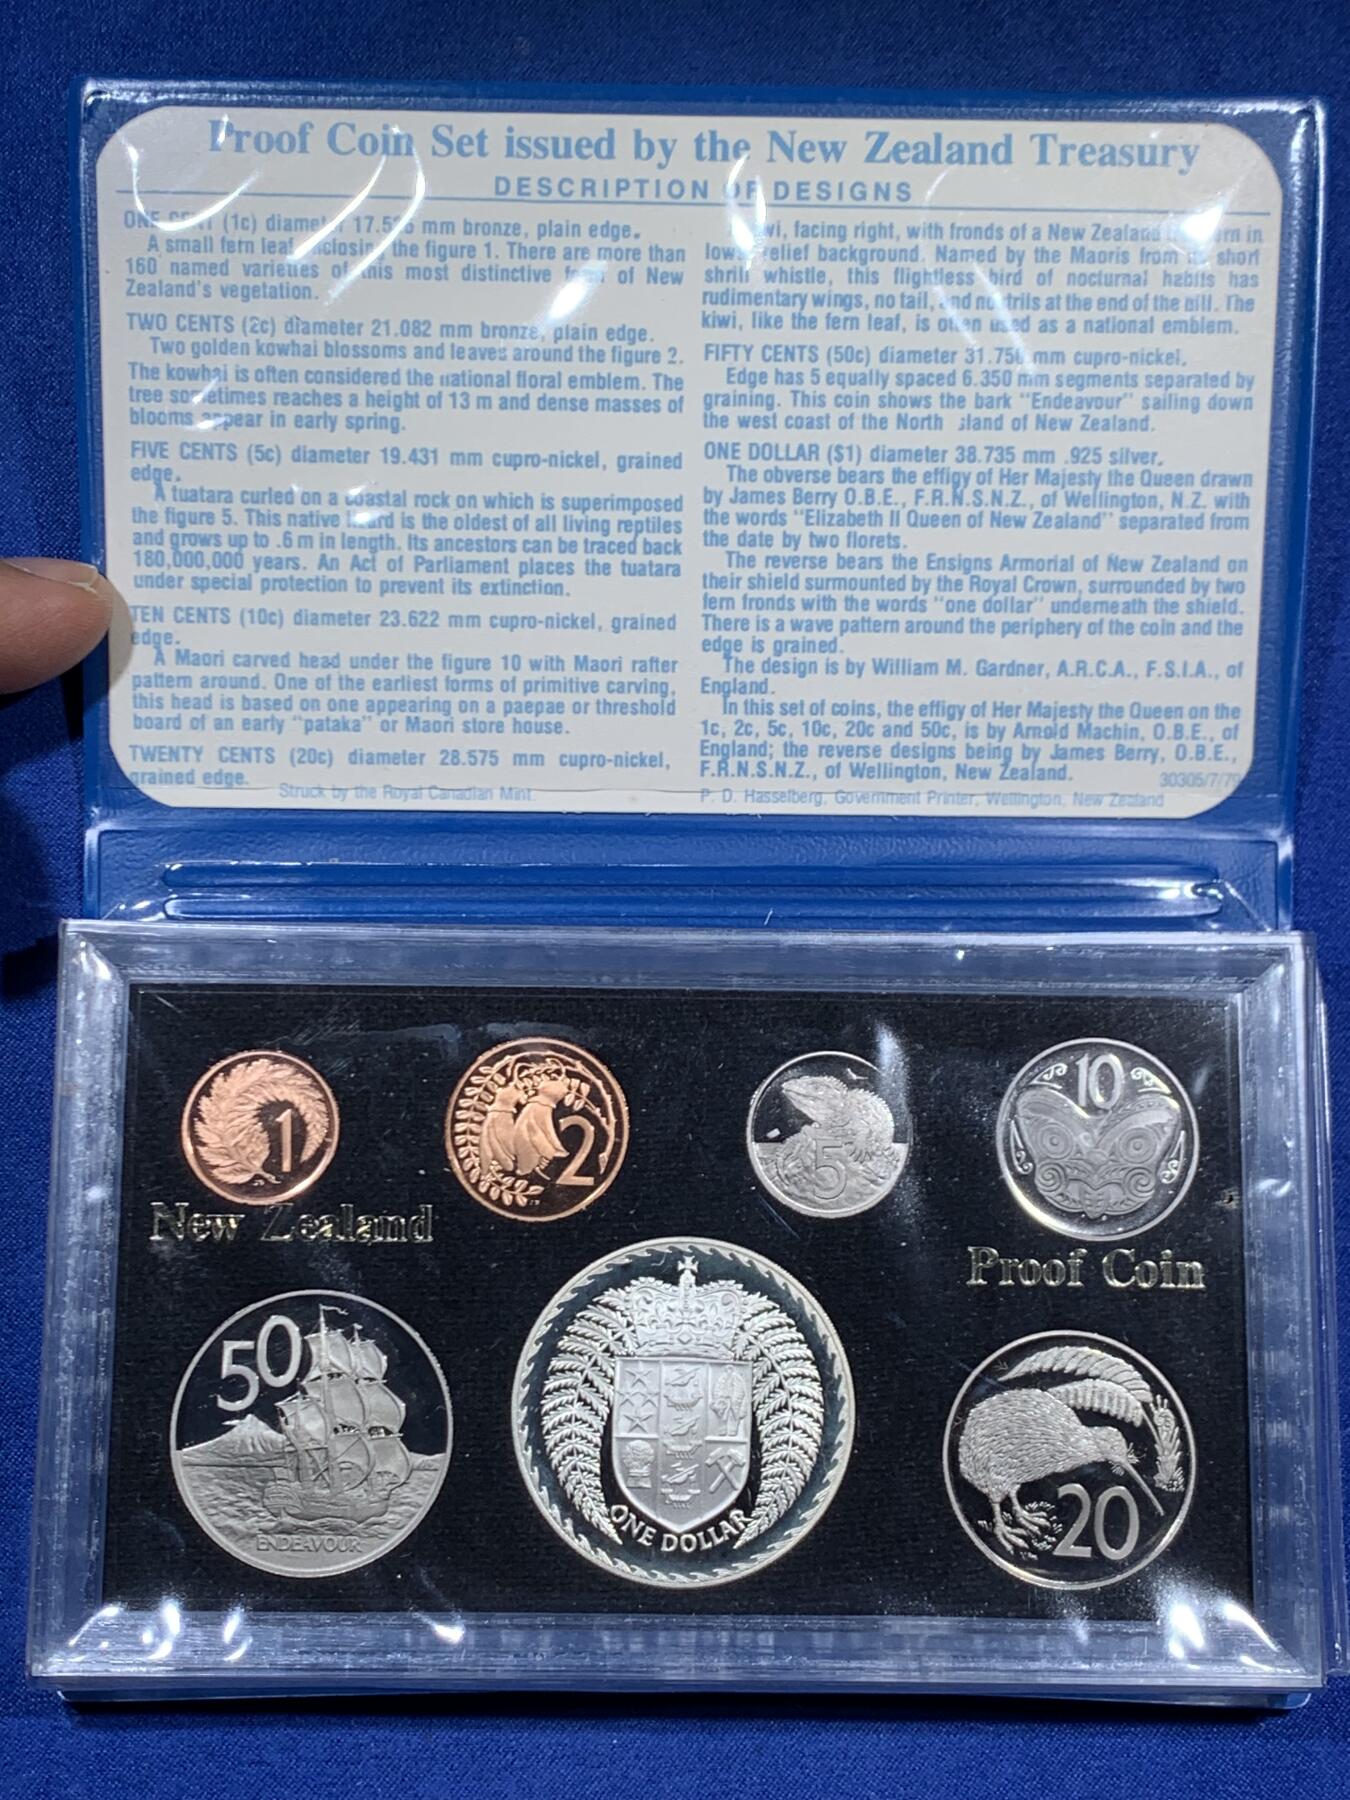 Proof Coin Set issued by the New Zealand Treasury
DESCRIPTION OF DESIGNS
ONE CENT (1c) diameter 17.5 mm bronze, plain edge.
A small fern leaf enclosing the figure 1. There are more than
160 named varieties of this most distinctive form of New
Zealand's vegetation.
TWO CENTS (2c) diameter 21.082 mm bronze, plain edge.
Two golden kowhai blossoms and leaves around the figure 2.
The kowhai is often considered the national floral emblem. The
tree sometimes reaches a height of 13 m and dense masses of
blooms appear in early spring.
FIVE CENTS (5c) diameter 19.431 mm cupro-nickel, grained
edge.
A tuatara curled on a coastal rock on which is superimposed
the figure 5. This native lizard is the oldest of all living reptiles
and grows up to .6 m in length. Its ancestors can be traced back
180,000,000 years. An Act of Parliament places the tuatara
under special protection to prevent its extinction.
TEN CENTS (10c) diameter 23.622 mm cupro-nickel, grained
edge.
A Maori carved head under the figure 10 with Maori rafter
pattern around. One of the earliest forms of primitive carving,
this head is based on one appearing on a paepae or threshold
board of an early "pataka" or Maori store house.
TWENTY CENTS (20c) diameter 28.575 mm cupro-nickel,
grained edge.
Struck by the Royal Canadian Mint.
kiwi, facing right, with fronds of a New Zealand fern in
lower relief background. Named by the Maoris from its short
shrill whistle, this flightless bird of nocturnal habits has
rudimentary wings, no tail, and nostrils at the end of the bill. The
kiwi, like the fern leaf, is often used as a national emblem.
FIFTY CENTS (50c) diameter 31.750 mm cupro-nickel.
Edge has 5 equally spaced 6.350 mm segments separated by
graining. This coin shows the bark "Endeavour" sailing down
the west coast of the North Island of New Zealand.
ONE DOLLAR ($1) diameter 38.735 mm .925 silver.
The obverse bears the effigy of Her Majesty the Queen drawn
by James Berry O.B.E., F.R.N.S.N.Z., of Wellington, N.Z. with
the words "Elizabeth II Queen of New Zealand" separated from
the date by two florets.
The reverse bears the Ensigns Armorial of New Zealand on
their shield surmounted by the Royal Crown, surrounded by two
fern fronds with the words "one dollar" underneath the shield.
There is a wave pattern around the periphery of the coin and the
edge is grained.
The design is by William M. Gardner, A.R.C.A., F.S.I.A., of
England.
In this set of coins, the effigy of Her Majesty the Queen on the
1c, 2c, 5c, 10c, 20c and 50c, is by Arnold Machin, O.B.E., of
England; the reverse designs being by James Berry, O.B.E.,
F.R.N.S.N.Z., of Wellington, New Zealand.
30305/7/79
P. D. Hasselberg, Government Printer, Wellington, New Zealand
1
2
5
10
New Zealand
Proof Coin
50
ENDEAVOUR
ONE DOLLAR
20